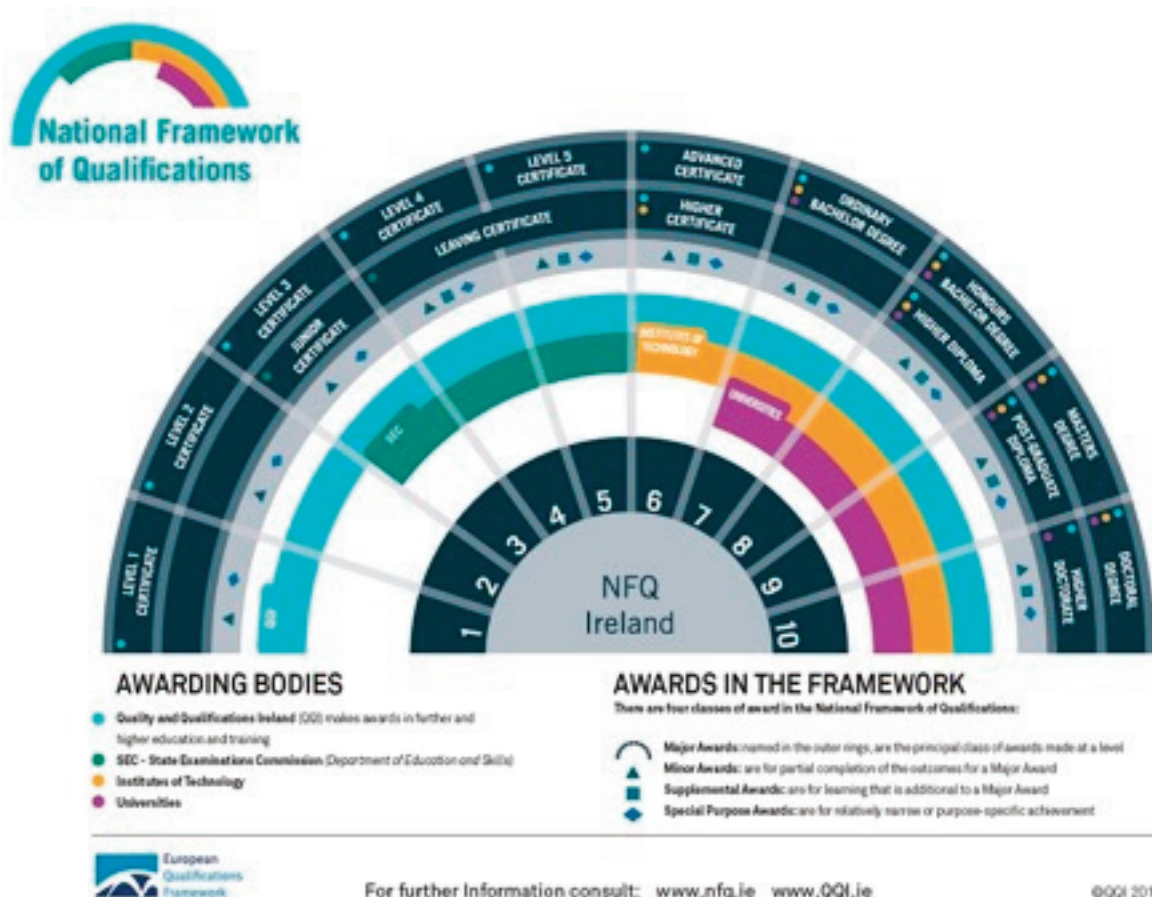 National Framework
of Qualifications
LEVEL 1
CERTIFICATE
LEVEL 2
CERTIFICATE
LEVEL 3
CERTIFICATE
LEVEL 4
CERTIFICATE
LEVEL 5
CERTIFICATE
ADVANCED
CERTIFICATE
ORDINARY
BACHELOR DEGREE
HONOURS
BACHELOR DEGREE
MASTERS
DEGREE
DOCTORAL
DEGREE
JUNIOR
CERTIFICATE
LEAVING CERTIFICATE
HIGHER
CERTIFICATE
HIGHER DIPLOMA
POST-GRADUATE
DIPLOMA
HIGHER
DOCTORATE
QQI
SEC
INSTITUTES OF
TECHNOLOGY
UNIVERSITIES
1
2
3
4
5
6
7
8
9
10
NFQ
Ireland
AWARDING BODIES
Quality and Qualifications Ireland (QQI) makes awards in further and
higher education and training
SEC - State Examinations Commission (Department of Education and Skills)
Institutes of Technology
Universities
AWARDS IN THE FRAMEWORK
There are four classes of award in the National Framework of Qualifications:
Major Awards: named in the outer rings, are the principal class of awards made at a level
Minor Awards: are for partial completion of the outcomes for a Major Award
Supplemental Awards: are for learning that is additional to a Major Award
Special Purpose Awards: are for relatively narrow or purpose-specific achievement
European
Qualifications
Framework
For further Information consult: www.nfq.ie www.QQI.ie
©QQI 201